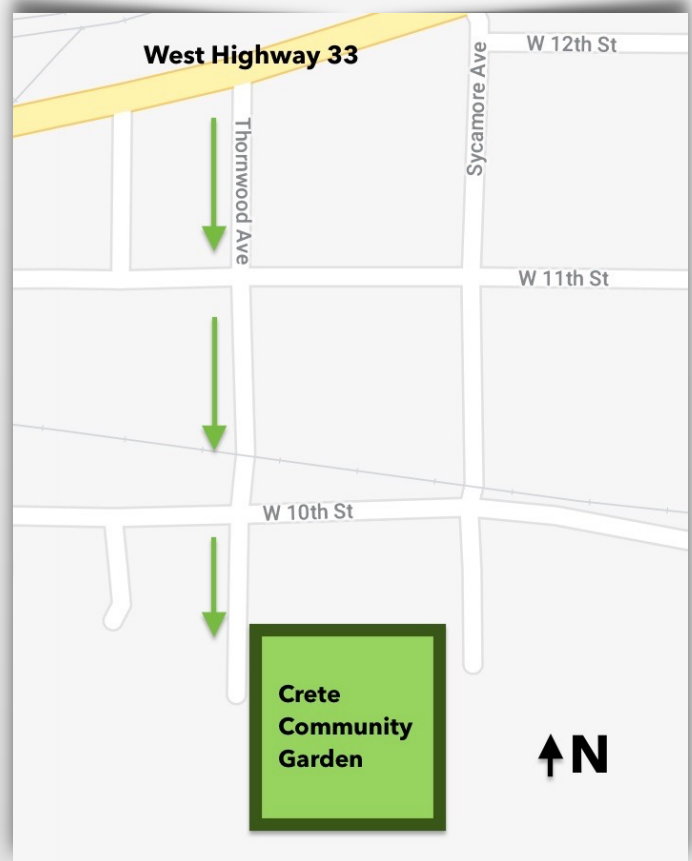 West Highway 33
W 12th St
Sycamore Ave
Thornwood Ave
W 11th St
W 10th St
Crete
Community
Garden
N